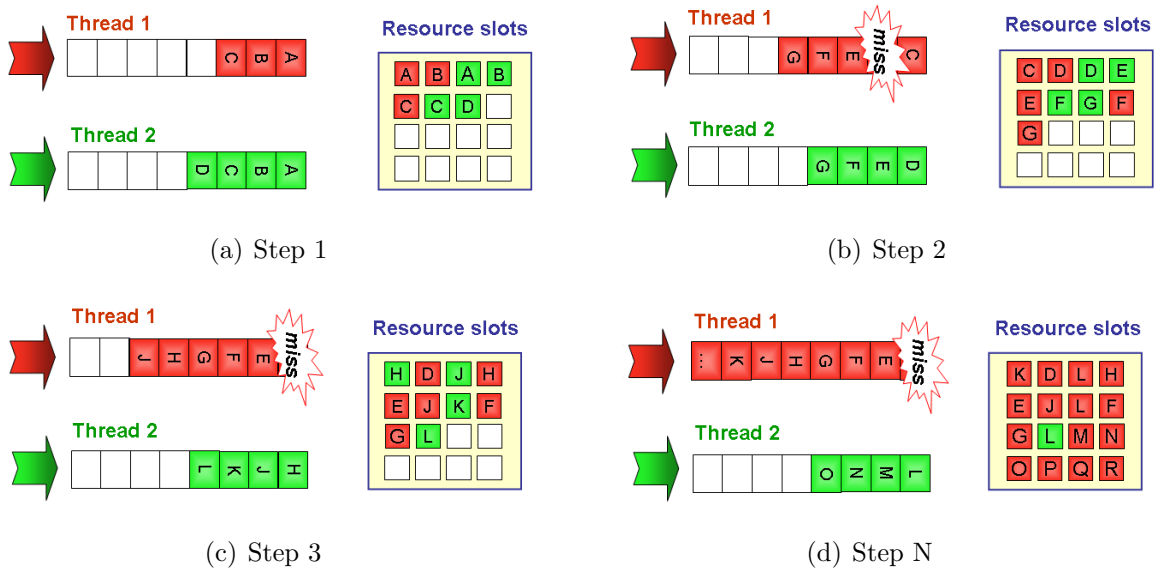 Thread 1
C B A
Thread 2
D C B A
Resource slots
A B A B
C C D
(a) Step 1
Thread 1
G F E miss C
Thread 2
G F E D
Resource slots
C D D E
E F G F
G
(b) Step 2
Thread 1
J H G F E miss
Thread 2
L K J H
Resource slots
H D J H
E J K F
G L
(c) Step 3
Thread 1
... K J H G F E miss
Thread 2
O N M L
Resource slots
K D L H
E J L F
G L M N
O P Q R
(d) Step N